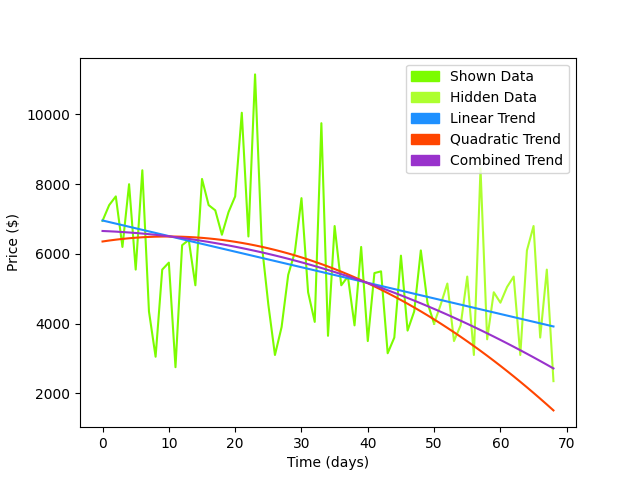 10000
8000
6000
4000
2000
Price ($)
0 10 20 30 40 50 60 70
Time (days)
Shown Data
Hidden Data
Linear Trend
Quadratic Trend
Combined Trend